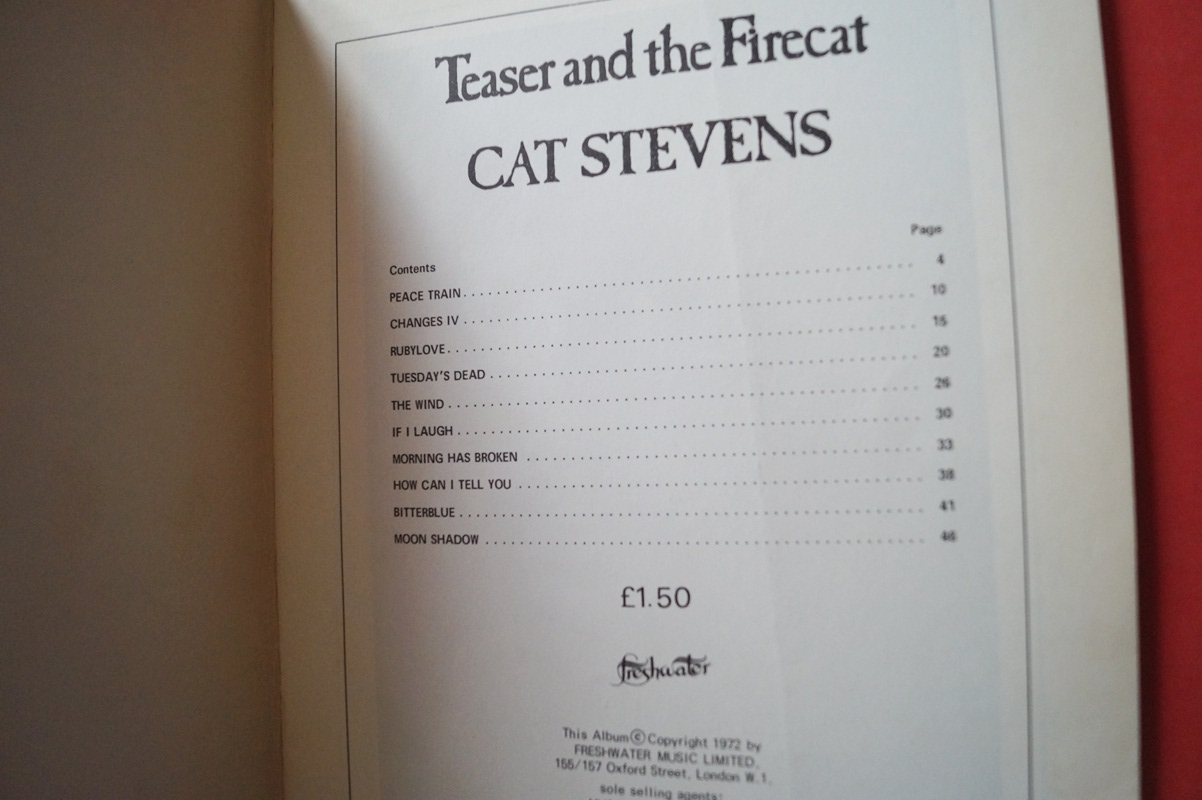 Teaser and the Firecat
CAT STEVENS
Page
Contents
PEACE TRAIN . . . . . . . . . . . . . . . . . . . . 4
CHANGES IV . . . . . . . . . . . . . . . . . . . . 10
RUBYLOVE . . . . . . . . . . . . . . . . . . . . 15
TUESDAY'S DEAD . . . . . . . . . . . . . . . . . . . . 20
THE WIND . . . . . . . . . . . . . . . . . . . . 26
IF I LAUGH . . . . . . . . . . . . . . . . . . . . 30
MORNING HAS BROKEN . . . . . . . . . . . . . . . . . . . . 33
HOW CAN I TELL YOU . . . . . . . . . . . . . . . . . . . . 38
BITTERBLUE . . . . . . . . . . . . . . . . . . . . 41
MOON SHADOW . . . . . . . . . . . . . . . . . . . . 46
£1.50
freshwater
This Album © Copyright 1972 by
FRESHWATER MUSIC LIMITED,
155/157 Oxford Street, London W.1.
sole selling agents: